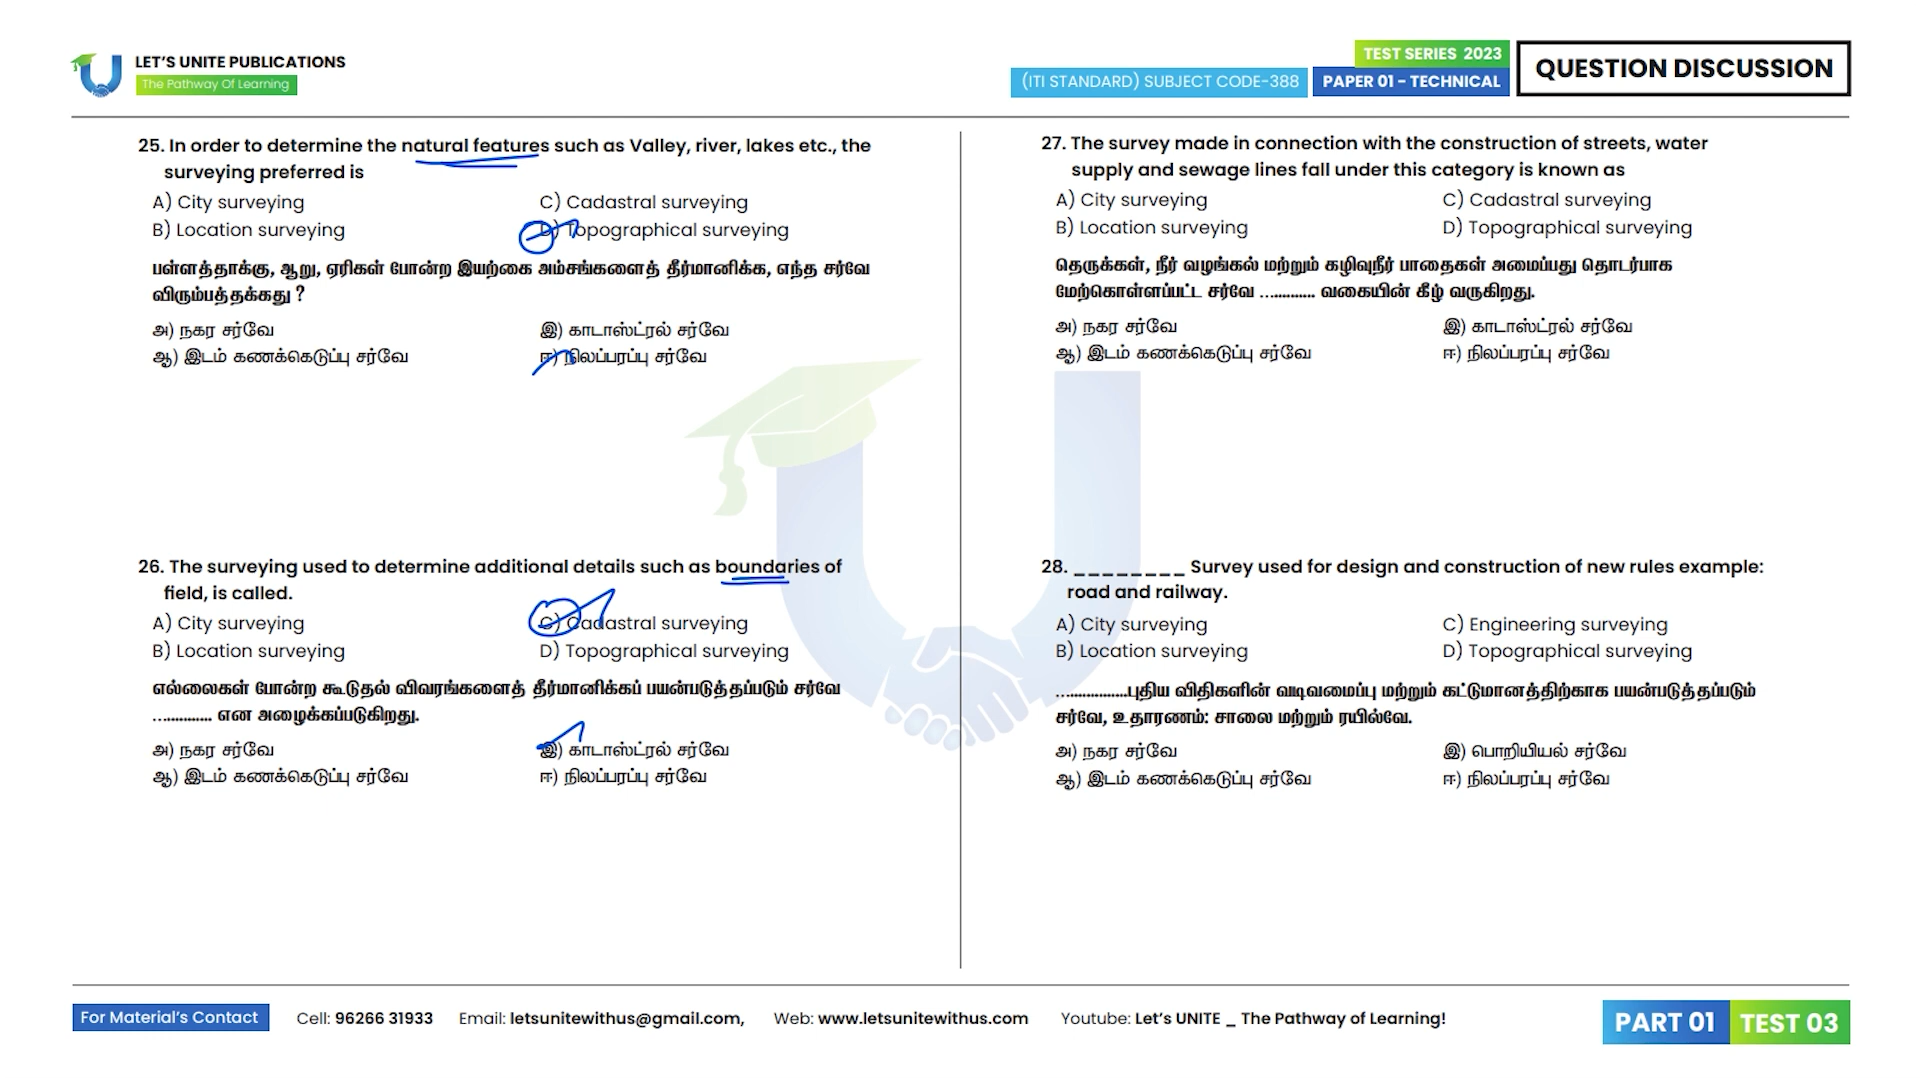 LET'S UNITE PUBLICATIONS
The Pathway Of Learning
TEST SERIES 2023
(ITI STANDARD) SUBJECT CODE-388
PAPER 01 - TECHNICAL
QUESTION DISCUSSION
25. In order to determine the natural features such as Valley, river, lakes etc., the
surveying preferred is
A) City surveying
C) Cadastral surveying
B) Location surveying
D) Topographical surveying
பள்ளத்தாக்கு, ஆறு, ஏரிகள் போன்ற இயற்கை அம்சங்களைத் தீர்மானிக்க, எந்த சர்வே
விரும்பத்தக்கது ?
அ) நகர சர்வே
இ) காடாஸ்ட்ரல் சர்வே
ஆ) இடம் கணக்கெடுப்பு சர்வே
ஈ) நிலப்பரப்பு சர்வே
26. The surveying used to determine additional details such as boundaries of
field, is called.
A) City surveying
C) Cadastral surveying
B) Location surveying
D) Topographical surveying
எல்லைகள் போன்ற கூடுதல் விவரங்களைத் தீர்மானிக்கப் பயன்படுத்தப்படும் சர்வே
.............. என அழைக்கப்படுகிறது.
அ) நகர சர்வே
இ) காடாஸ்ட்ரல் சர்வே
ஆ) இடம் கணக்கெடுப்பு சர்வே
ஈ) நிலப்பரப்பு சர்வே
27. The survey made in connection with the construction of streets, water
supply and sewage lines fall under this category is known as
A) City surveying
C) Cadastral surveying
B) Location surveying
D) Topographical surveying
தெருக்கள், நீர் வழங்கல் மற்றும் கழிவுநீர் பாதைகள் அமைப்பது தொடர்பாக
மேற்கொள்ளப்பட்ட சர்வே ............. வகையின் கீழ் வருகிறது.
அ) நகர சர்வே
இ) காடாஸ்ட்ரல் சர்வே
ஆ) இடம் கணக்கெடுப்பு சர்வே
ஈ) நிலப்பரப்பு சர்வே
28. ________ Survey used for design and construction of new rules example:
road and railway.
A) City surveying
C) Engineering surveying
B) Location surveying
D) Topographical surveying
.................புதிய விதிகளின் வடிவமைப்பு மற்றும் கட்டுமானத்திற்காக பயன்படுத்தப்படும்
சர்வே, உதாரணம்: சாலை மற்றும் ரயில்வே.
அ) நகர சர்வே
இ) பொறியியல் சர்வே
ஆ) இடம் கணக்கெடுப்பு சர்வே
ஈ) நிலப்பரப்பு சர்வே
For Material's Contact
Cell: 96266 31933
Email: letsunitewithus@gmail.com,
Web: www.letsunitewithus.com
Youtube: Let's UNITE _ The Pathway of Learning!
PART 01
TEST 03